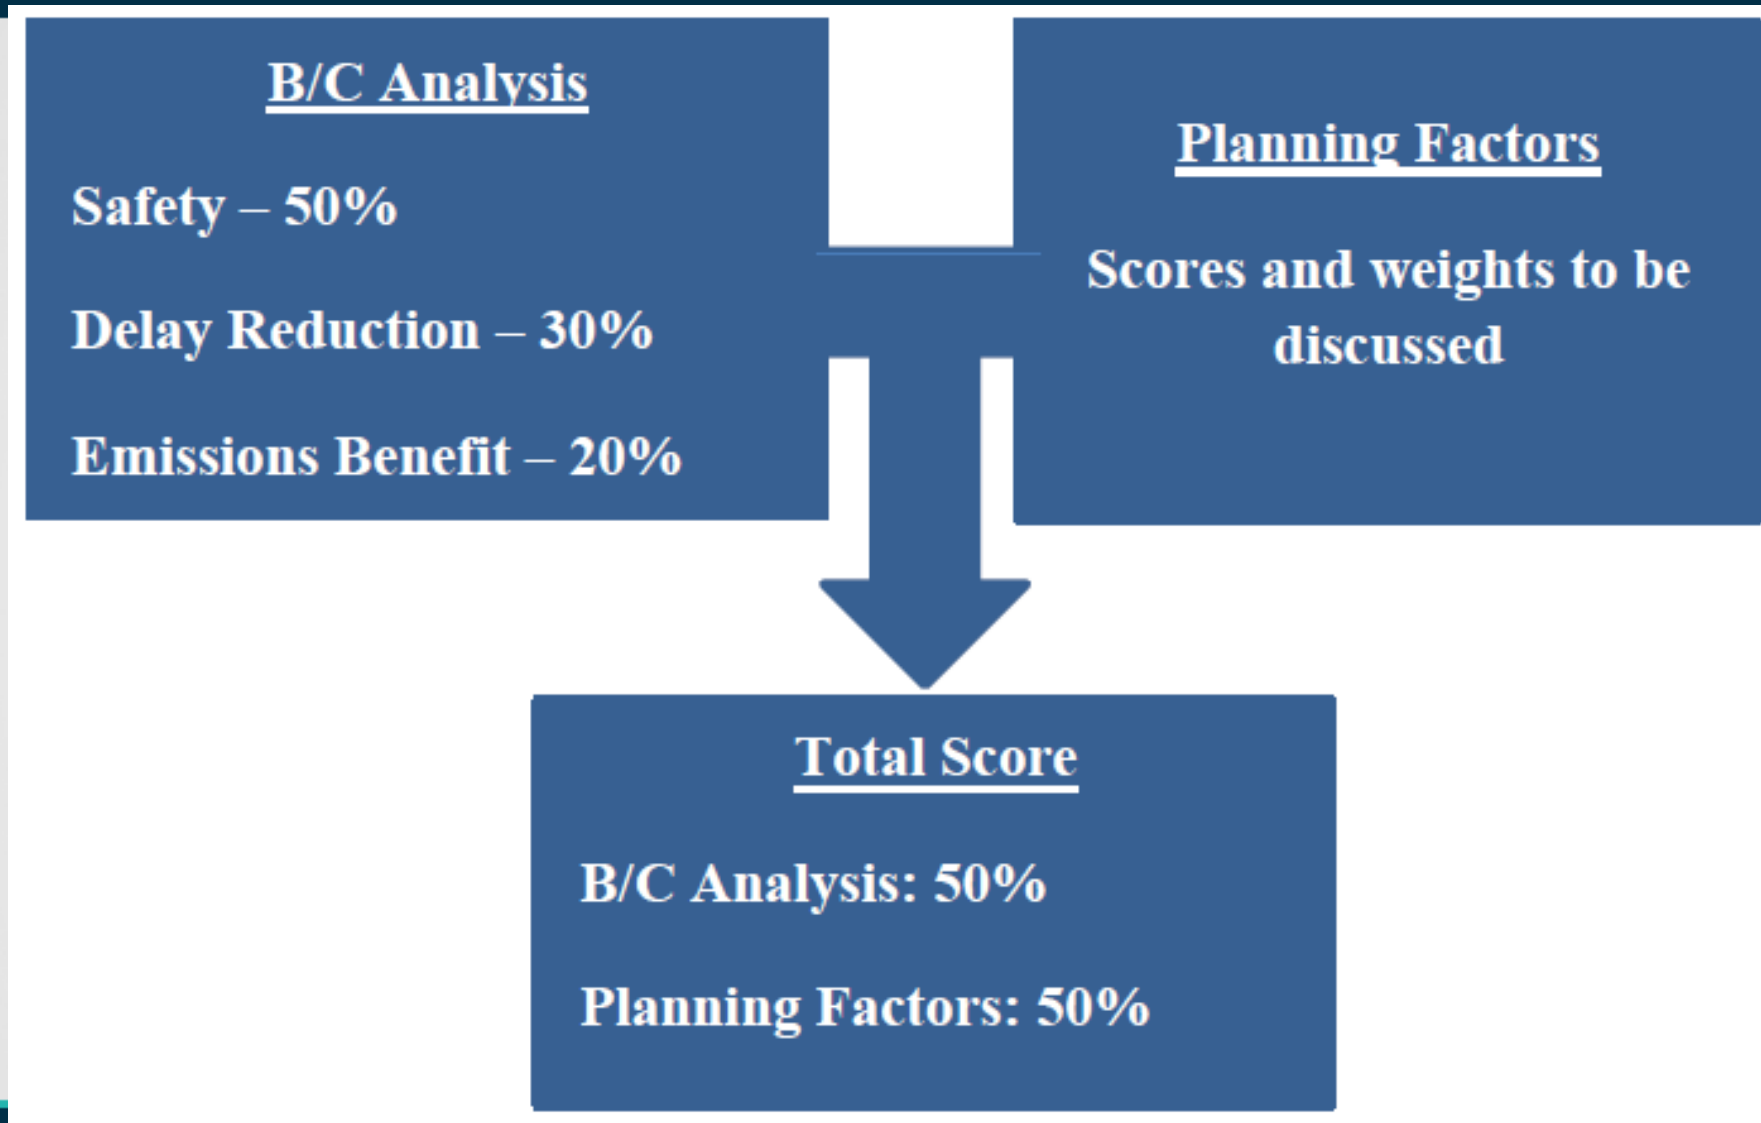 B/C Analysis
Safety – 50%
Delay Reduction – 30%
Emissions Benefit – 20%
Planning Factors
Scores and weights to be
discussed
Total Score
B/C Analysis: 50%
Planning Factors: 50%